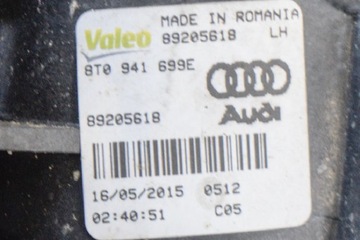 Valeo MADE IN ROMANIA
89205618 LH
8T0 941 699E
Audi
89205618
16/05/2015 0512
02:40:51 C05